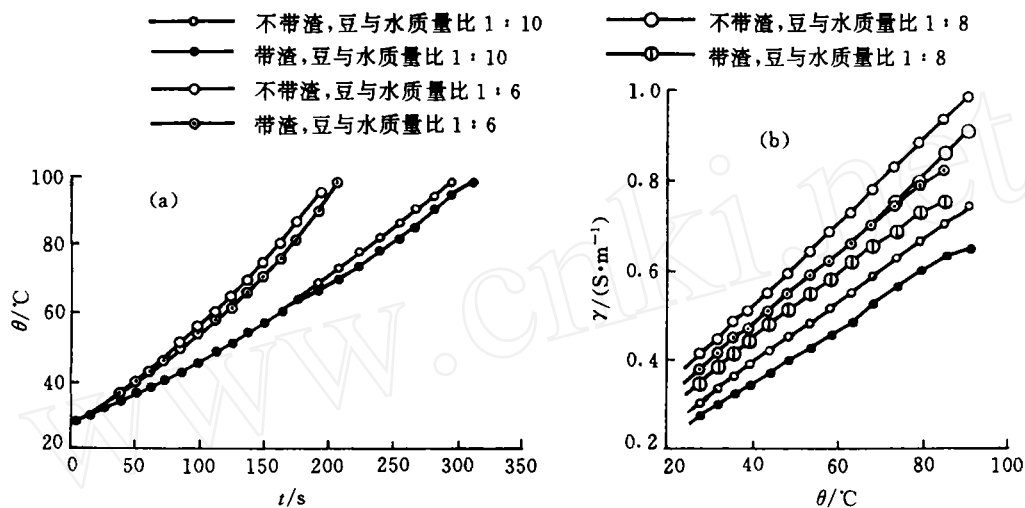 不带渣,豆与水质量比 1：10
带渣,豆与水质量比 1：10
不带渣,豆与水质量比 1：6
带渣,豆与水质量比 1：6
不带渣,豆与水质量比 1：8
带渣,豆与水质量比 1：8
(a)
100
80
60
40
20
θ/℃
0 50 100 150 200 250 300 350
t/s
(b)
1.0
0.8
0.6
0.4
0.2
γ/(S·m⁻¹)
20 40 60 80 100
θ/℃
www.cnki.net